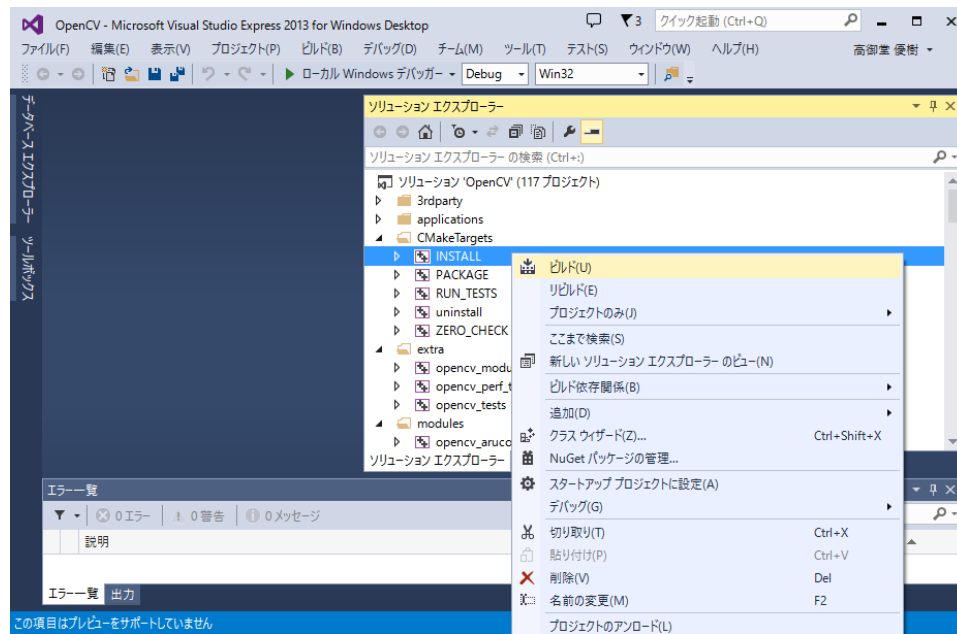 OpenCV - Microsoft Visual Studio Express 2013 for Windows Desktop
3
クイック起動 (Ctrl+Q)
ファイル(F) 編集(E) 表示(V) プロジェクト(P) ビルド(B) デバッグ(D) チーム(M) ツール(T) テスト(S) ウィンドウ(W) ヘルプ(H)
高御堂 優樹
ローカル Windows デバッガー Debug Win32
データベース エクスプローラー
ツールボックス
ソリューション エクスプローラー
ソリューション エクスプローラー の検索 (Ctrl+:)
ソリューション 'OpenCV' (117 プロジェクト)
3rdparty
applications
CMakeTargets
INSTALL
PACKAGE
RUN_TESTS
uninstall
ZERO_CHECK
extra
opencv_modu
opencv_perf_t
opencv_tests
modules
opencv_aruco
ソリューション エクスプローラー
ビルド(U)
リビルド(E)
プロジェクトのみ(J)
ここまで検索(S)
新しい ソリューション エクスプローラー のビュー(N)
ビルド依存関係(B)
追加(D)
クラス ウィザード(Z)... Ctrl+Shift+X
NuGet パッケージの管理...
スタートアップ プロジェクトに設定(A)
デバッグ(G)
切り取り(T) Ctrl+X
貼り付け(P) Ctrl+V
削除(V) Del
名前の変更(M) F2
プロジェクトのアンロード(L)
エラー一覧
0 エラー 0 警告 0 メッセージ
説明
エラー一覧 出力
この項目はプレビューをサポートしていません